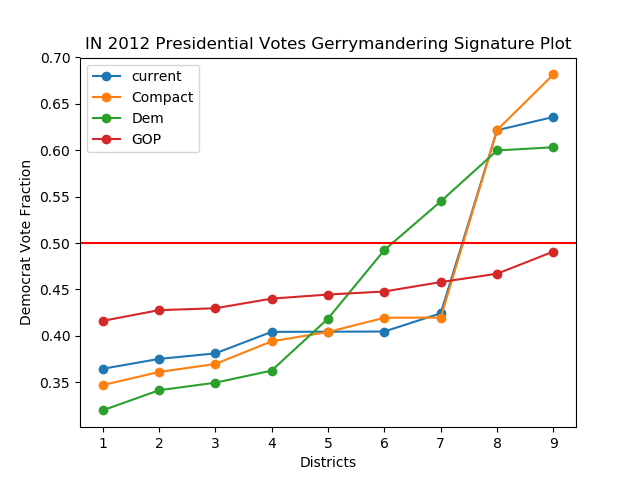 IN 2012 Presidential Votes Gerrymandering Signature Plot
current
Compact
Dem
GOP
Democrat Vote Fraction
0.70
0.65
0.60
0.55
0.50
0.45
0.40
0.35
1 2 3 4 5 6 7 8 9
Districts